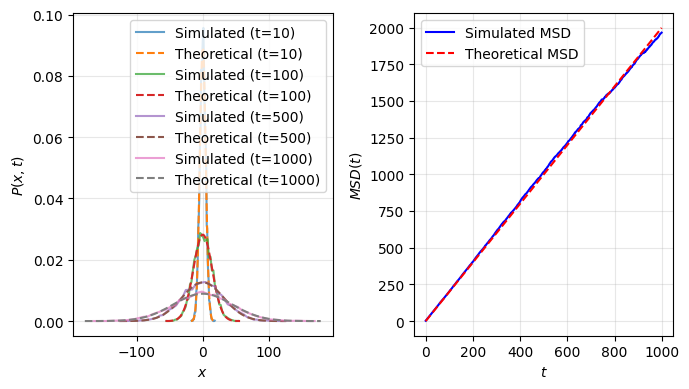 0.10
0.08
0.06
0.04
0.02
0.00
P(x, t)
−100
0
100
x
Simulated (t=10)
Theoretical (t=10)
Simulated (t=100)
Theoretical (t=100)
Simulated (t=500)
Theoretical (t=500)
Simulated (t=1000)
Theoretical (t=1000)
2000
1750
1500
1250
1000
750
500
250
0
MSD(t)
0
200
400
600
800
1000
t
Simulated MSD
Theoretical MSD